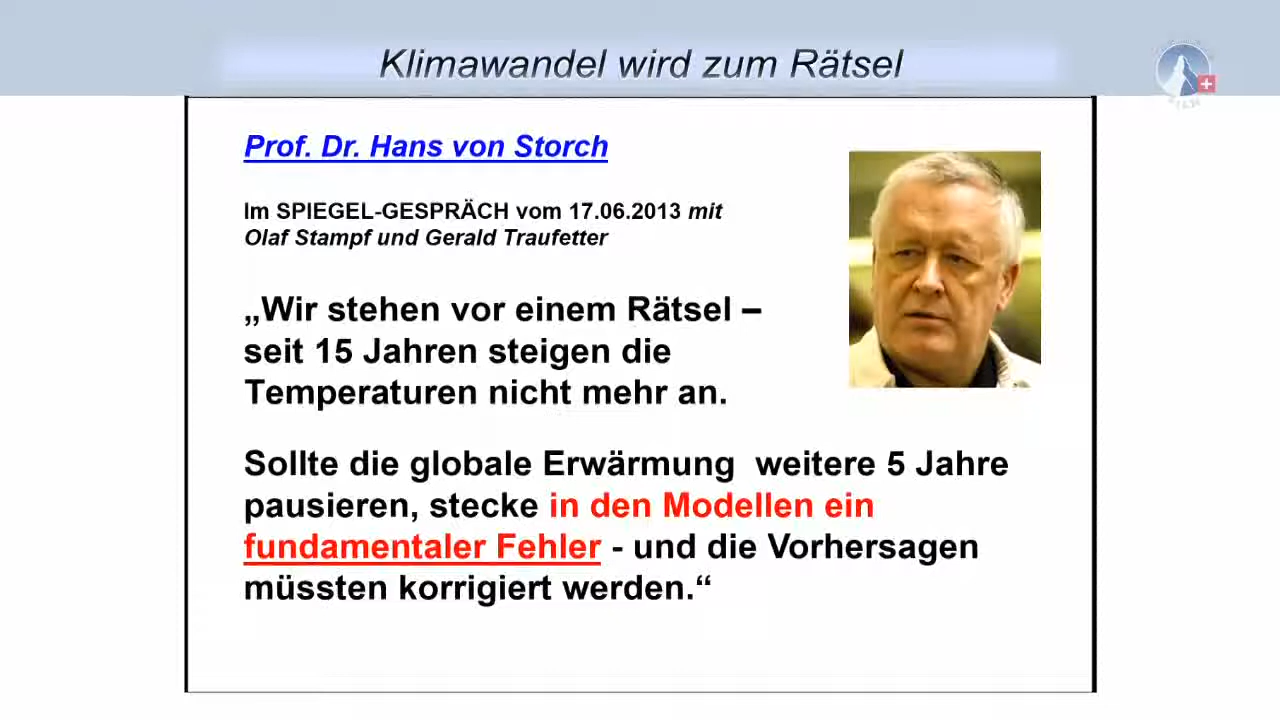 Klimawandel wird zum Rätsel
Prof. Dr. Hans von Storch
Im SPIEGEL-GESPRÄCH vom 17.06.2013 mit
Olaf Stampf und Gerald Traufetter
„Wir stehen vor einem Rätsel –
seit 15 Jahren steigen die
Temperaturen nicht mehr an.
Sollte die globale Erwärmung  weitere 5 Jahre
pausieren, stecke in den Modellen ein
fundamentaler Fehler - und die Vorhersagen
müssten korrigiert werden.“